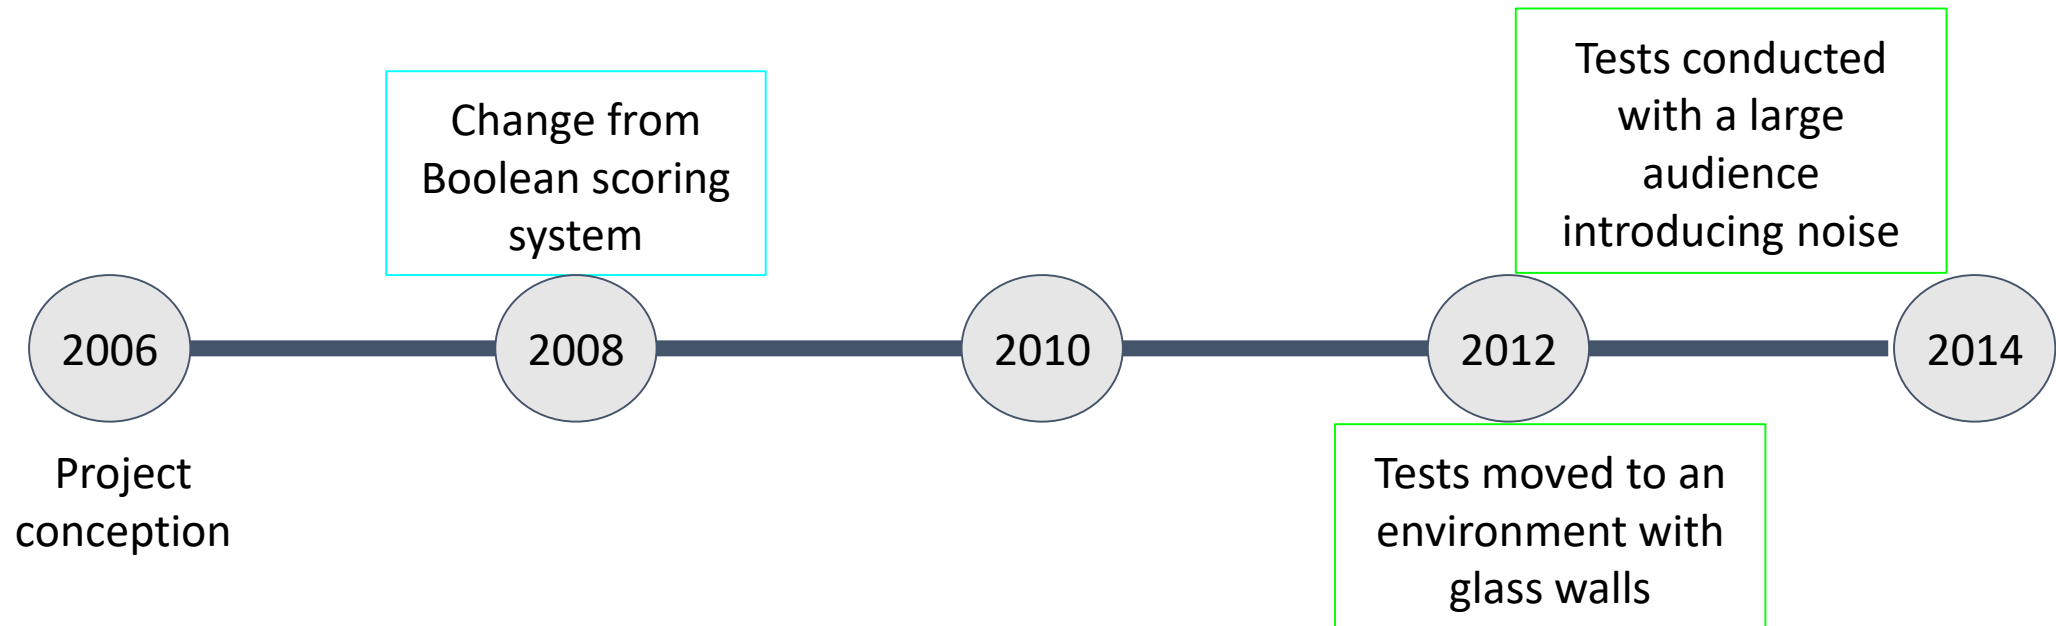 Tests conducted
with a large
audience
introducing noise
Change from
Boolean scoring
system
2006
2008
2010
2012
2014
Project
conception
Tests moved to an
environment with
glass walls